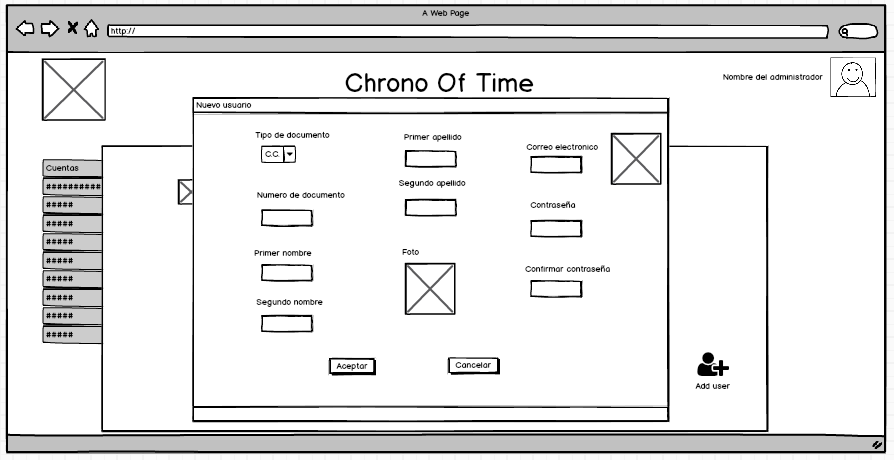 A Web Page
http://
Chrono Of Time
Nombre del administrador
Nuevo usuario
Tipo de documento
C.C.
Numero de documento
Primer nombre
Segundo nombre
Primer apellido
Segundo apellido
Foto
Correo electronico
Contraseña
Confirmar contraseña
Aceptar
Cancelar
Cuentas
##########
#####
#####
#####
#####
#####
#####
#####
#####
Add user